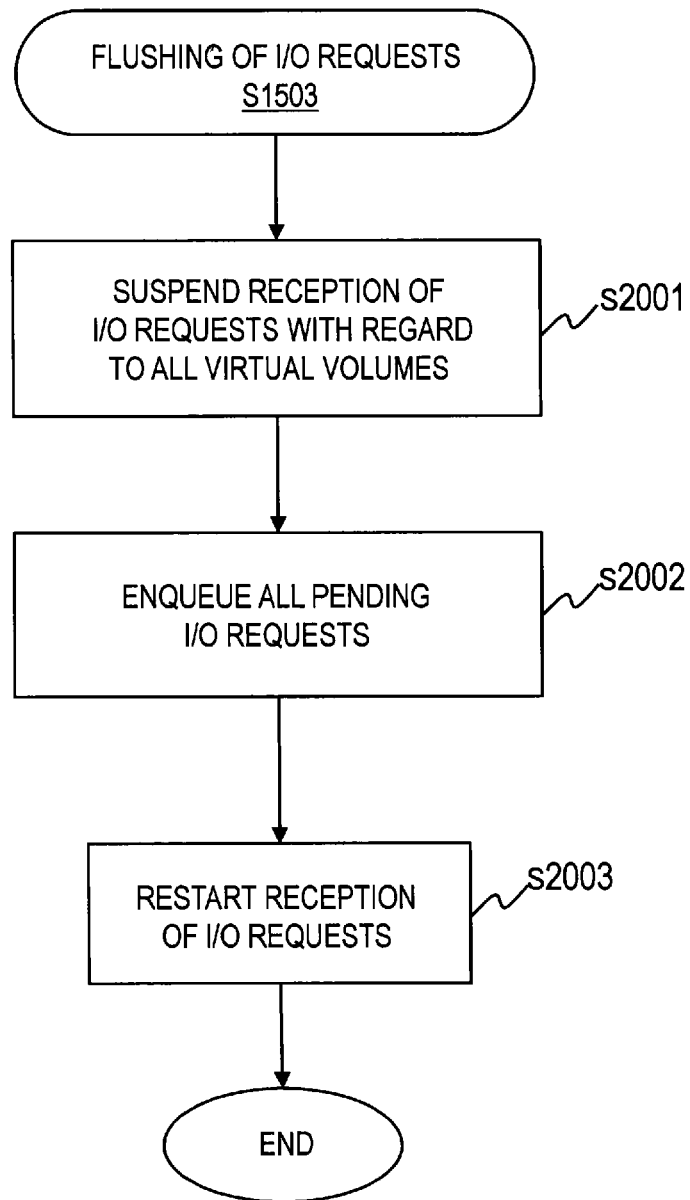 FLUSHING OF I/O REQUESTS
S1503
SUSPEND RECEPTION OF
I/O REQUESTS WITH REGARD
TO ALL VIRTUAL VOLUMES
S2001
ENQUEUE ALL PENDING
I/O REQUESTS
S2002
RESTART RECEPTION
OF I/O REQUESTS
S2003
END